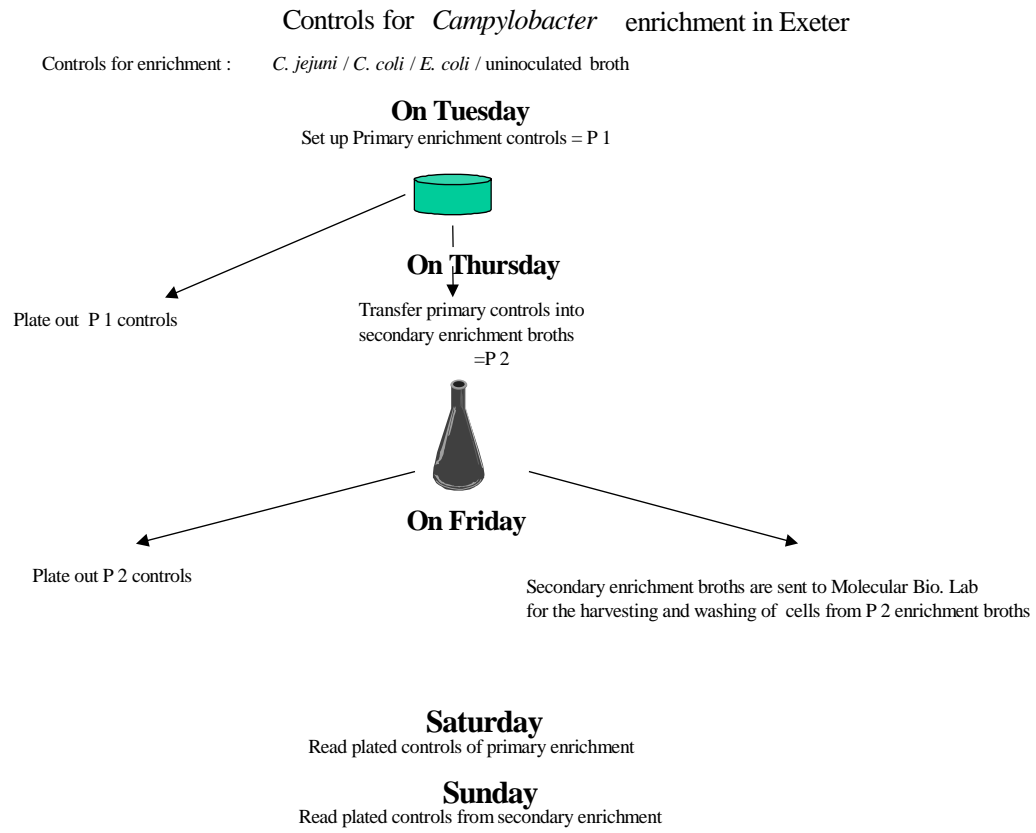 Controls for Campylobacter enrichment in Exeter
Controls for enrichment : C. jejuni / C. coli / E. coli / uninoculated broth
On Tuesday
Set up Primary enrichment controls = P 1
On Thursday
Plate out P 1 controls
Transfer primary controls into
secondary enrichment broths
=P 2
On Friday
Plate out P 2 controls
Secondary enrichment broths are sent to Molecular Bio. Lab
for the harvesting and washing of cells from P 2 enrichment broths
Saturday
Read plated controls of primary enrichment
Sunday
Read plated controls from secondary enrichment